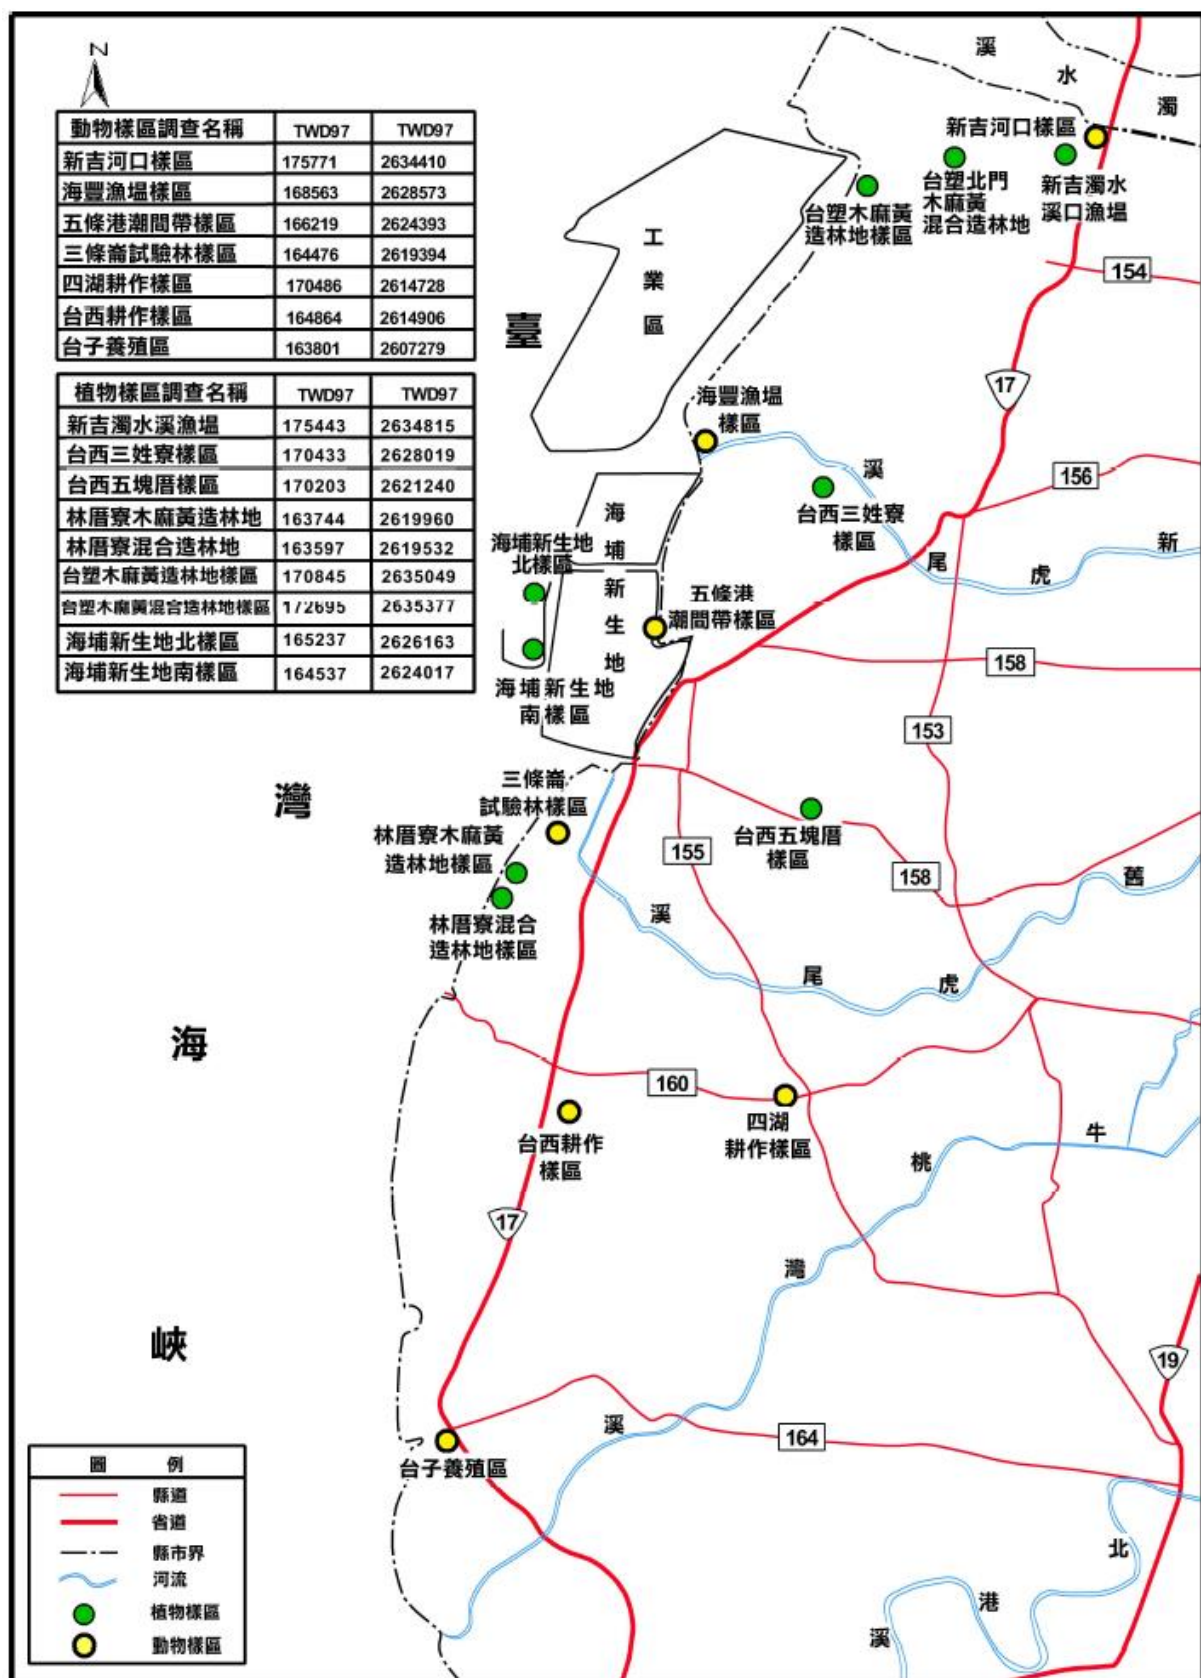 N
動物樣區調查名稱 TWD97 TWD97
新吉河口樣區 175771 2634410
海豐漁塭樣區 168563 2628573
五條港潮間帶樣區 166219 2624393
三條崙試驗林樣區 164476 2619394
四湖耕作樣區 170486 2614728
台西耕作樣區 164864 2614906
台子養殖區 163801 2607279
植物樣區調查名稱 TWD97 TWD97
新吉濁水溪漁塭 175443 2634815
台西三姓寮樣區 170433 2628019
台西五塊厝樣區 170203 2621240
林厝寮木麻黃造林地 163744 2619960
林厝寮混合造林地 163597 2619532
台塑木麻黃造林地樣區 170845 2635049
台塑木麻黃混合造林地樣區 172695 2635377
海埔新生地北樣區 165237 2626163
海埔新生地南樣區 164537 2624017
溪
水
濁
新吉河口樣區
新吉濁水
溪口漁塭
台塑北門
木麻黃
混合造林地
台塑木麻黃
造林地樣區
工
業
區
154
臺
17
海豐漁塭
樣區
溪
156
台西三姓寮
樣區
海
埔
新
生
地
海埔新生地
北樣區
尾
虎
新
五條港
潮間帶樣區
158
海埔新生地
南樣區
153
三條崙
試驗林樣區
灣
林厝寮木麻黃
造林地樣區
155
台西五塊厝
樣區
158
舊
林厝寮混合
造林地樣區
溪
尾
虎
海
160
台西耕作
樣區
四湖
耕作樣區
牛
桃
17
灣
峽
19
溪
164
台子養殖區
北
港
溪
圖 例
縣道
省道
縣市界
河流
植物樣區
動物樣區